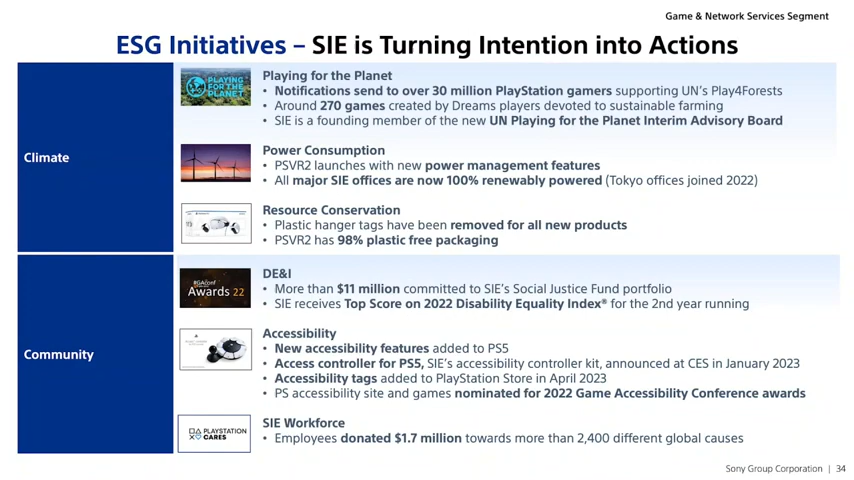 Game & Network Services Segment
ESG Initiatives – SIE is Turning Intention into Actions
Climate
PLAYING FOR THE PLANET
Playing for the Planet
• Notifications send to over 30 million PlayStation gamers supporting UN's Play4Forests
• Around 270 games created by Dreams players devoted to sustainable farming
• SIE is a founding member of the new UN Playing for the Planet Interim Advisory Board
Power Consumption
• PSVR2 launches with new power management features
• All major SIE offices are now 100% renewably powered (Tokyo offices joined 2022)
Resource Conservation
• Plastic hanger tags have been removed for all new products
• PSVR2 has 98% plastic free packaging
Community
#GAconf
Awards 22
DE&I
• More than $11 million committed to SIE's Social Justice Fund portfolio
• SIE receives Top Score on 2022 Disability Equality Index® for the 2nd year running
Accessibility
• New accessibility features added to PS5
• Access controller for PS5, SIE's accessibility controller kit, announced at CES in January 2023
• Accessibility tags added to PlayStation Store in April 2023
• PS accessibility site and games nominated for 2022 Game Accessibility Conference awards
PLAYSTATION
CARES
SIE Workforce
• Employees donated $1.7 million towards more than 2,400 different global causes
Sony Group Corporation | 34